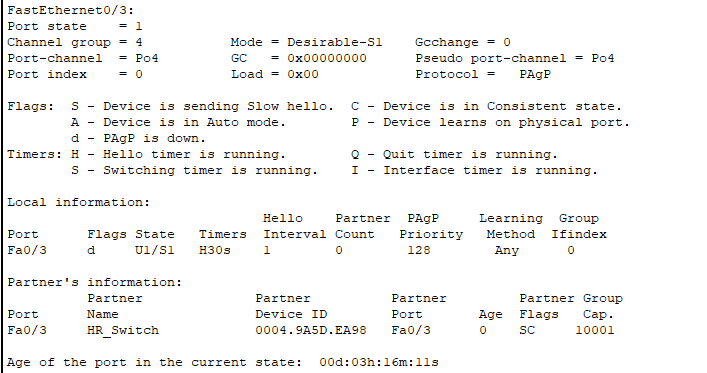 FastEthernet0/3:
Port state    = 1
Channel group = 4           Mode = Desirable-Sl    Gcchange = 0
Port-channel  = Po4         GC   = 0x00000000      Pseudo port-channel = Po4
Port index    = 0           Load = 0x00            Protocol =   PAgP
Flags:  S - Device is sending Slow hello.  C - Device is in Consistent state.
        A - Device is in Auto mode.        P - Device learns on physical port.
        d - PAgP is down.
Timers: H - Hello timer is running.        Q - Quit timer is running.
        S - Switching timer is running.    I - Interface timer is running.
Local information:
                                Hello    Partner  PAgP     Learning  Group
Port      Flags State   Timers  Interval Count   Priority   Method  Ifindex
Fa0/3     d     U1/S1   H30s    1        0        128        Any      0
Partner's information:
          Partner              Partner          Partner         Partner Group
Port      Name                 Device ID        Port       Age  Flags   Cap.
Fa0/3     HR_Switch            0004.9A5D.EA98   Fa0/3      0    SC     10001
Age of the port in the current state:  00d:03h:16m:11s